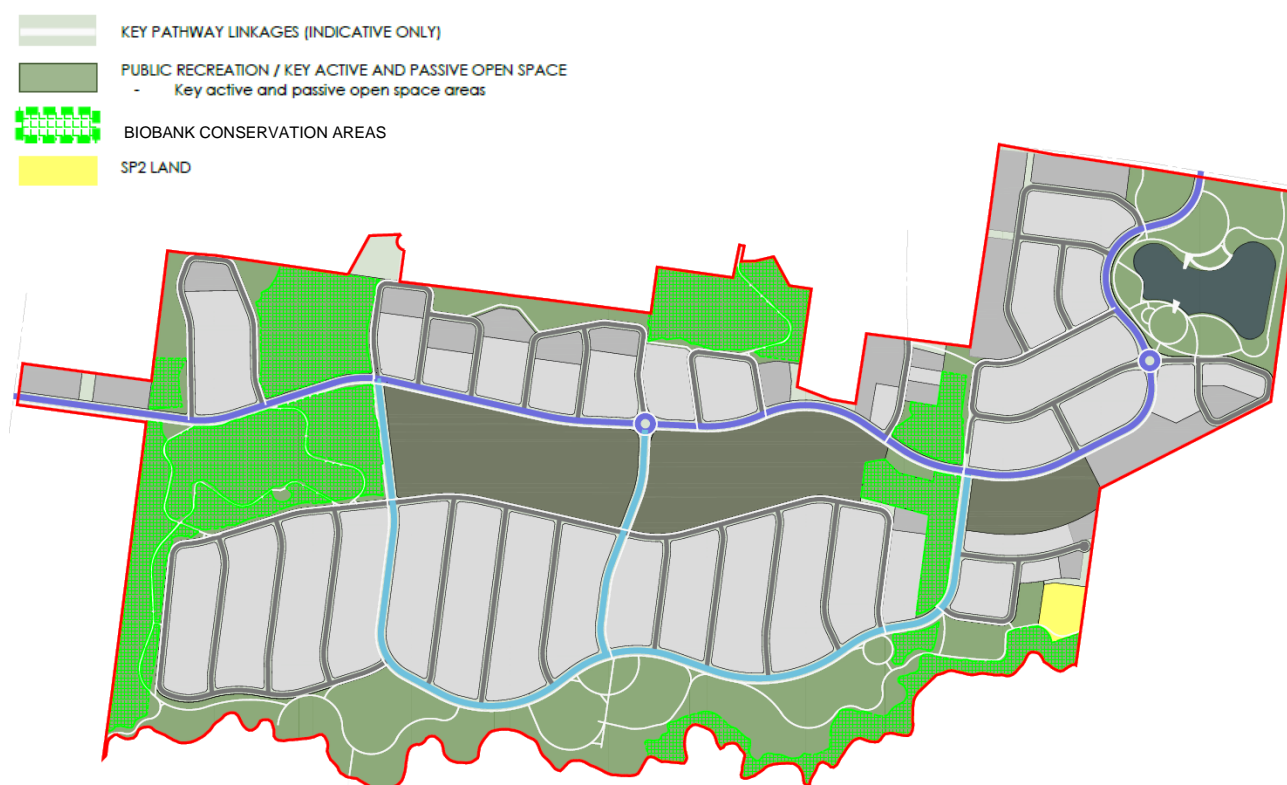 KEY PATHWAY LINKAGES (INDICATIVE ONLY)
PUBLIC RECREATION / KEY ACTIVE AND PASSIVE OPEN SPACE
- Key active and passive open space areas
BIOBANK CONSERVATION AREAS
SP2 LAND